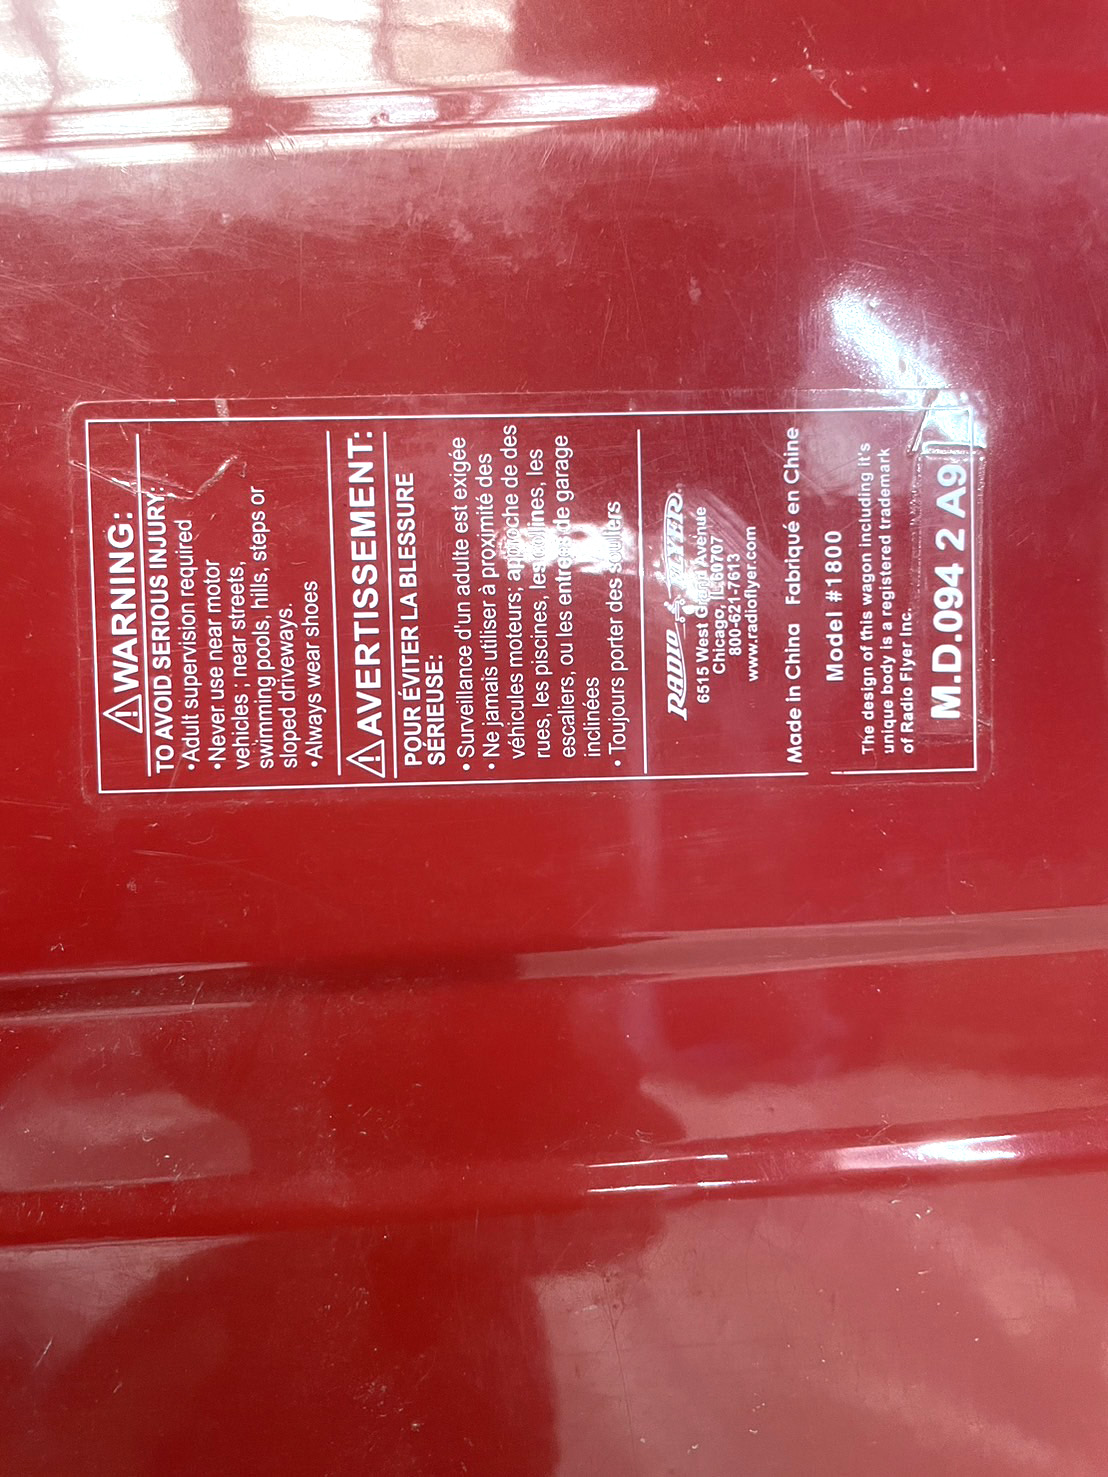 ⚠WARNING:
TO AVOID SERIOUS INJURY:
• Adult supervision required
• Never use near motor
vehicles ; near streets,
swimming pools, hills, steps or
sloped driveways.
• Always wear shoes
⚠AVERTISSEMENT:
POUR ÉVITER LA BLESSURE
SÉRIEUSE:
• Surveillance d'un adulte est exigée
• Ne jamais utiliser à proximité des
véhicules moteurs; approche de des
rues, les piscines, les collines, les
escaliers, ou les entrées de garage
inclinées
• Toujours porter des souliers
RADIO FLYER®
6515 West Grand Avenue
Chicago, IL 60707
800-621-7613
www.radioflyer.com
Made in China Fabriqué en Chine
Model #1800
The design of this wagon including it's
unique body is a registered trademark
of Radio Flyer Inc.
M.D.094 2 A9